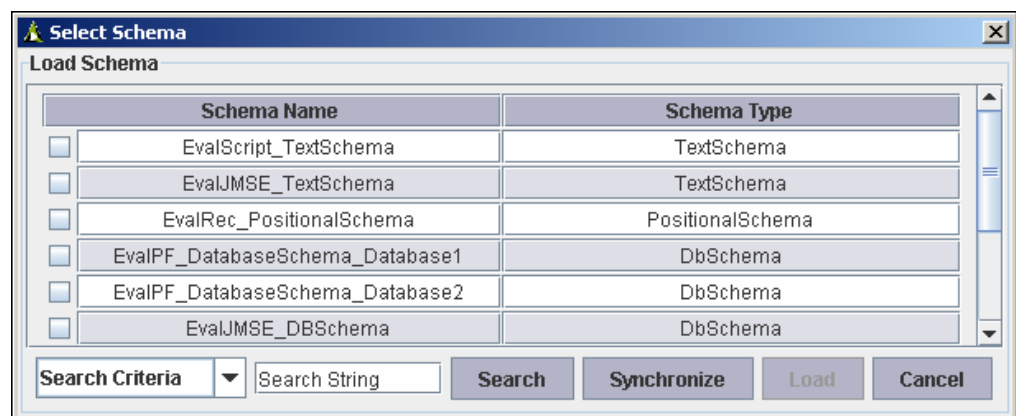 Select Schema
Load Schema
Schema Name Schema Type
EvalScript_TextSchema TextSchema
EvalJMSE_TextSchema TextSchema
EvalRec_PositionalSchema PositionalSchema
EvalPF_DatabaseSchema_Database1 DbSchema
EvalPF_DatabaseSchema_Database2 DbSchema
EvalJMSE_DBSchema DbSchema
Search Criteria Search String Search Synchronize Load Cancel